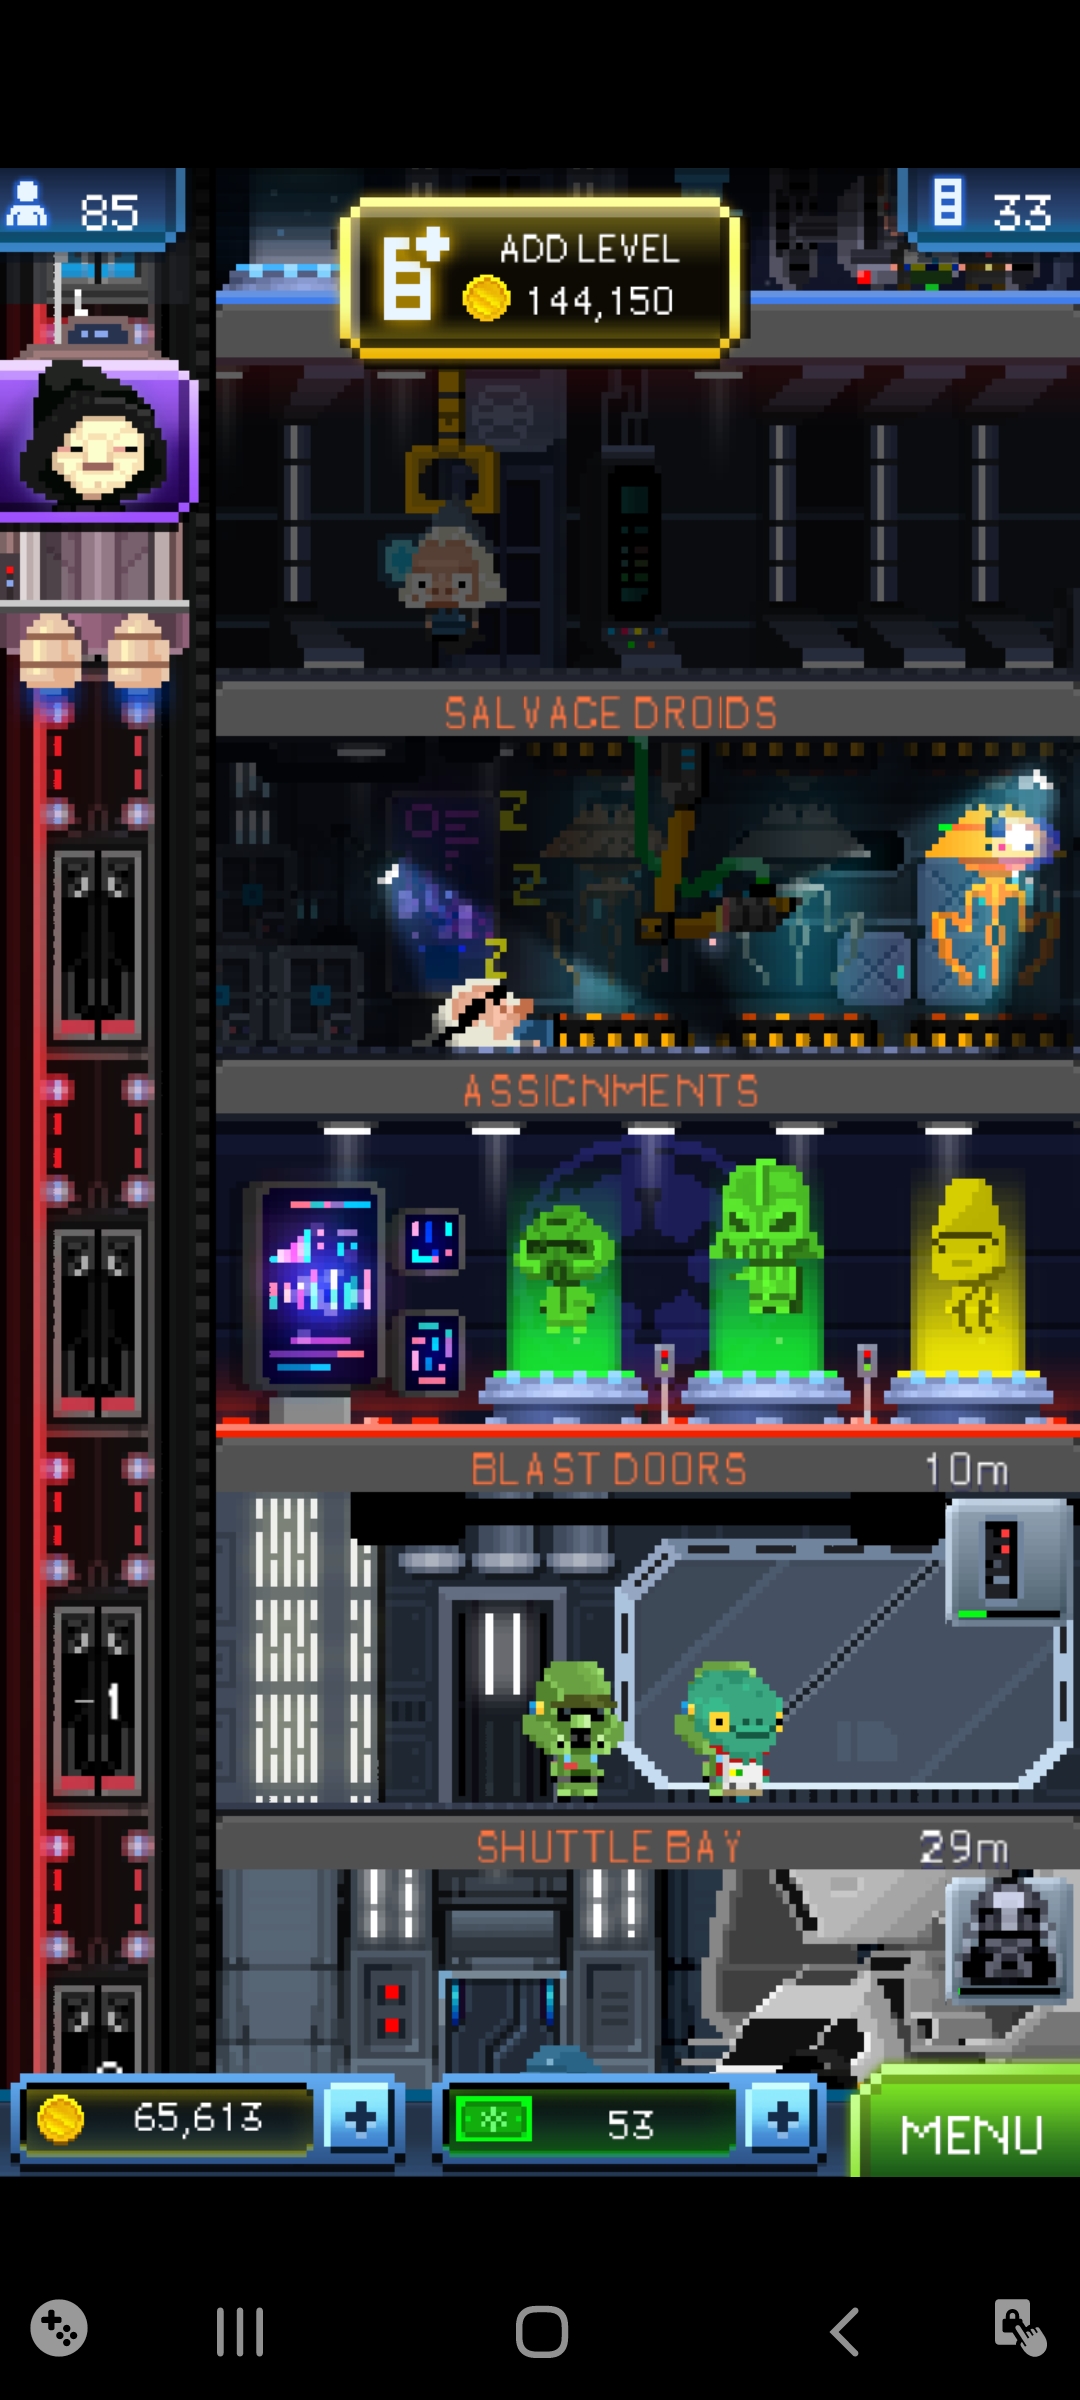 85
33
ADD LEVEL
144,150
L
SALVAGE DROIDS
Z
Z
Z
ASSIGNMENTS
BLAST DOORS 10m
-1
SHUTTLE BAY 29m
65,613
53
MENU